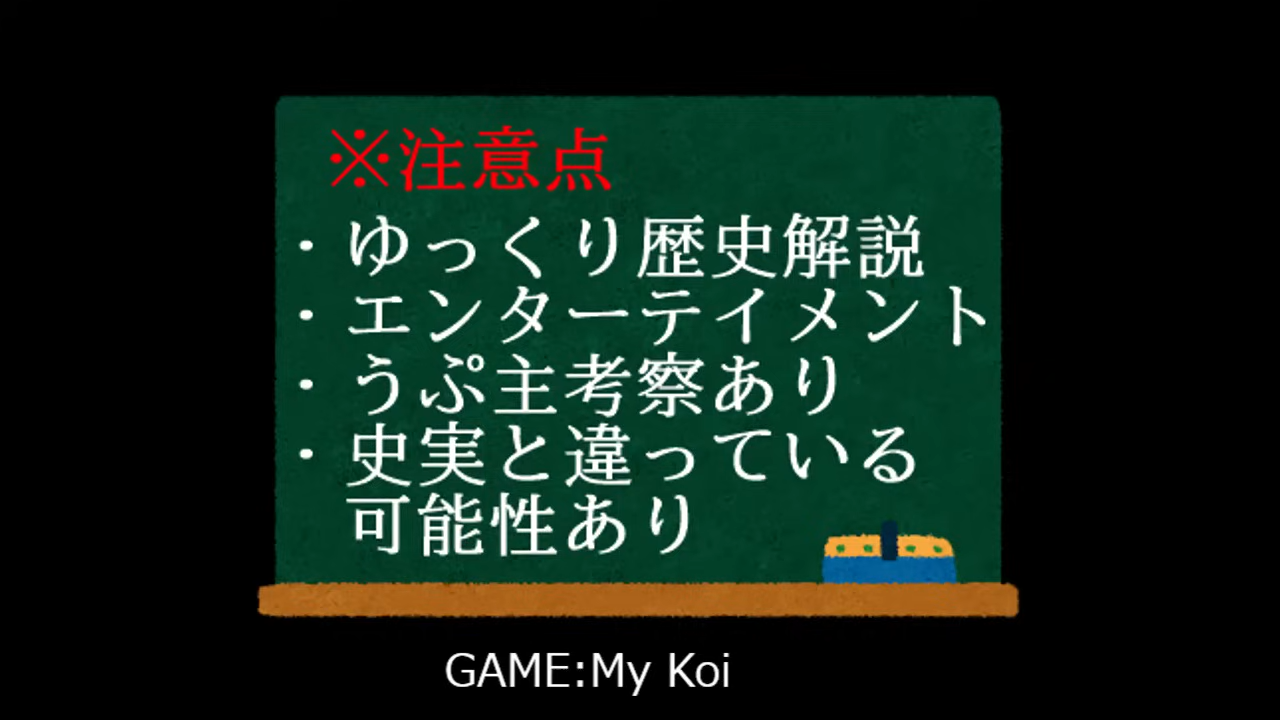 ※注意点
・ゆっくり歴史解説
・エンターテイメント
・うぷ主考察あり
・史実と違っている
可能性あり
GAME:My Koi